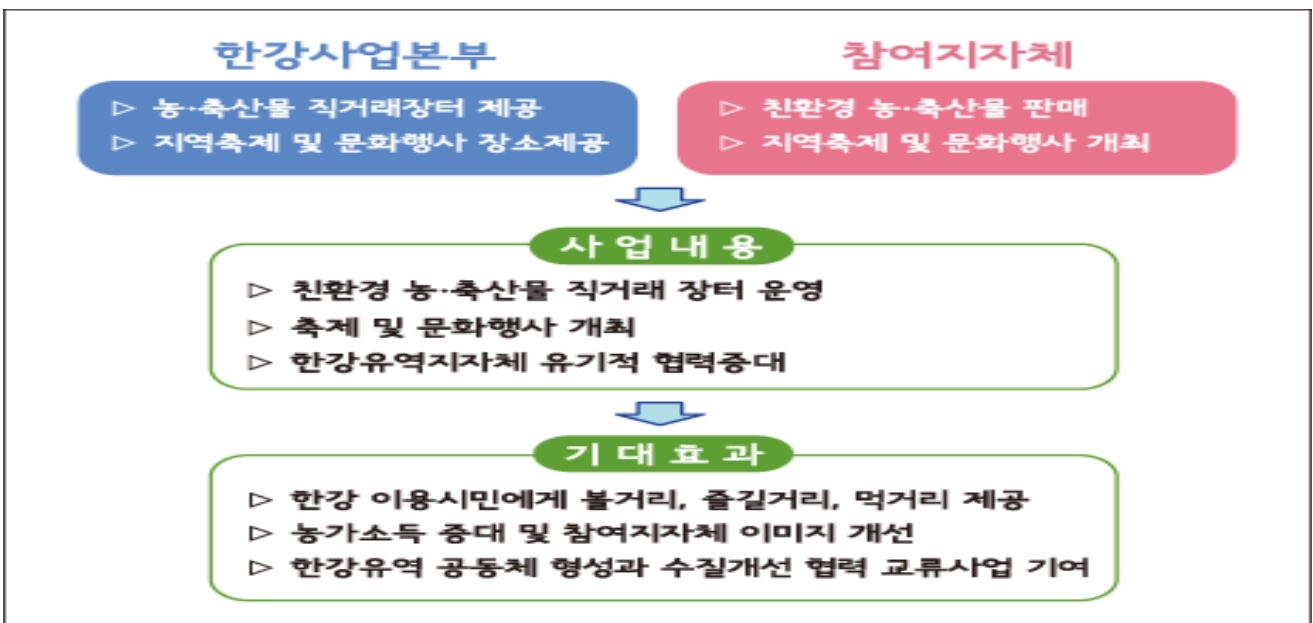 한강사업본부
▷ 농·축산물 직거래장터 제공
▷ 지역축제 및 문화행사 장소제공
참여지자체
▷ 친환경 농·축산물 판매
▷ 지역축제 및 문화행사 개최
사 업 내 용
▷ 친환경 농·축산물 직거래 장터 운영
▷ 축제 및 문화행사 개최
▷ 한강유역지자체 유기적 협력증대
기 대 효 과
▷ 한강 이용시민에게 볼거리, 즐길거리, 먹거리 제공
▷ 농가소득 증대 및 참여지자체 이미지 개선
▷ 한강유역 공동체 형성과 수질개선 협력 교류사업 기여